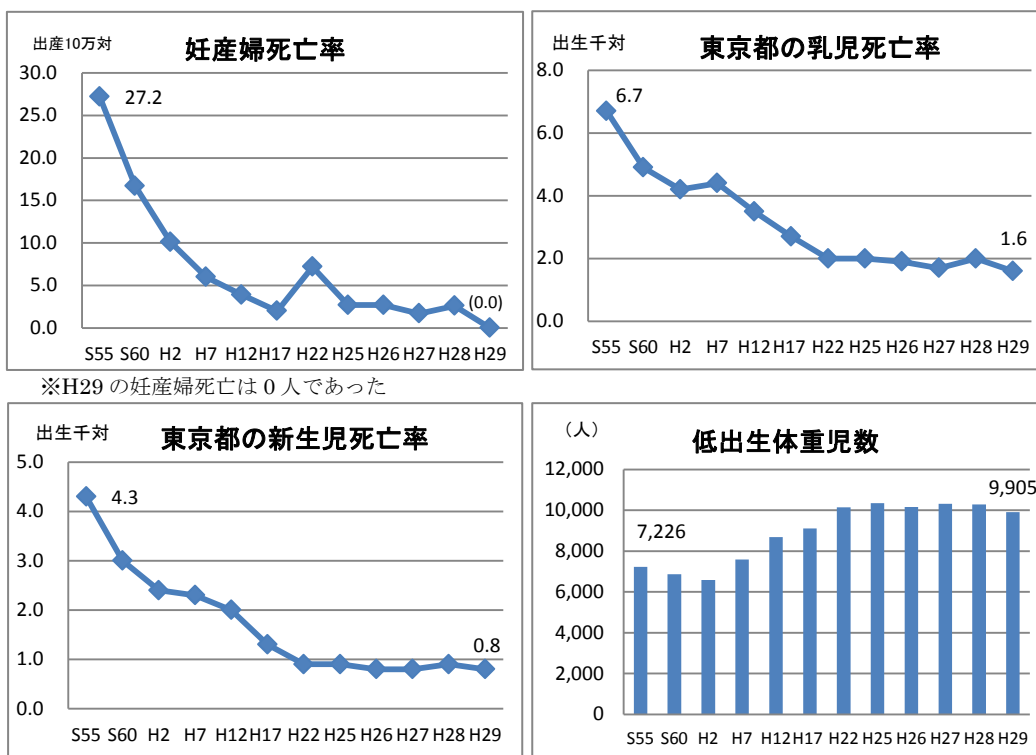 出産10万対
妊産婦死亡率
30.0
27.2
25.0
20.0
15.0
10.0
5.0
(0.0)
0.0
S55 S60 H2 H7 H12 H17 H22 H25 H26 H27 H28 H29
※H29 の妊産婦死亡は 0 人であった
出生千対
東京都の乳児死亡率
8.0
6.7
6.0
4.0
1.6
2.0
0.0
S55 S60 H2 H7 H12 H17 H22 H25 H26 H27 H28 H29
出生千対
東京都の新生児死亡率
5.0
4.3
4.0
3.0
2.0
1.0
0.8
0.0
S55 S60 H2 H7 H12 H17 H22 H25 H26 H27 H28 H29
（人）
低出生体重児数
12,000
9,905
10,000
7,226
8,000
6,000
4,000
2,000
0
S55 S60 H2 H7 H12 H17 H22 H25 H26 H27 H28 H29